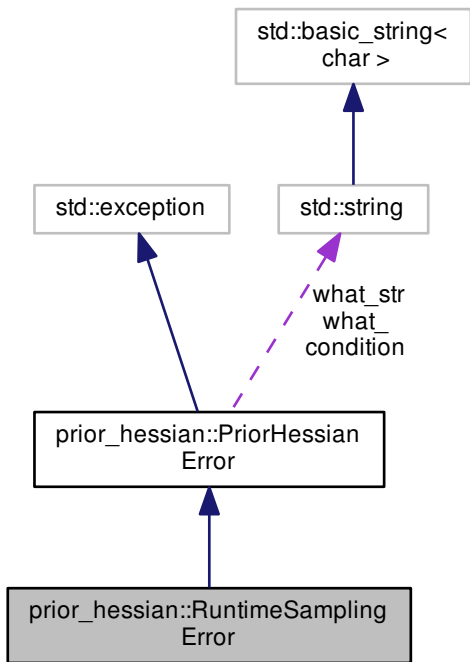 std::basic_string<
char >
std::exception
std::string
what_str
what_
condition
prior_hessian::PriorHessian
Error
prior_hessian::RuntimeSampling
Error